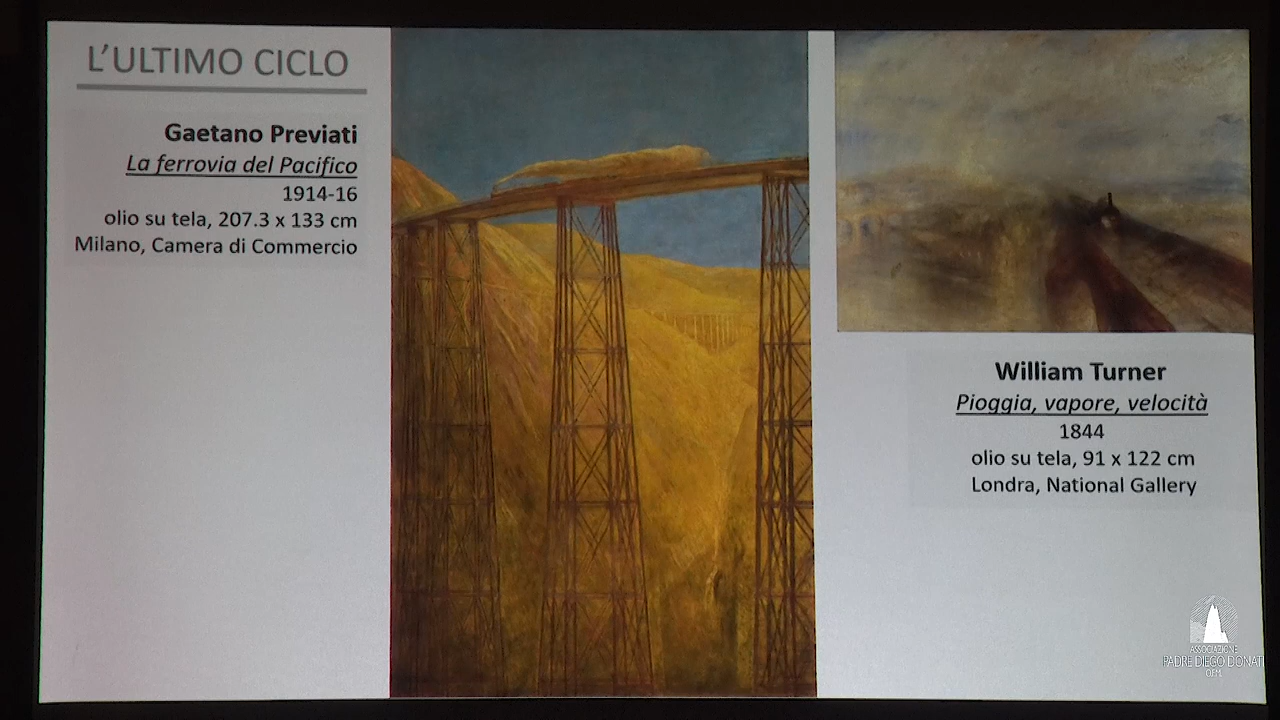 L'ULTIMO CICLO
Gaetano Previati
La ferrovia del Pacifico
1914-16
olio su tela, 207.3 x 133 cm
Milano, Camera di Commercio
William Turner
Pioggia, vapore, velocità
1844
olio su tela, 91 x 122 cm
Londra, National Gallery
ASSOCIAZIONE
PADRE DIEGO DONATI
OFM